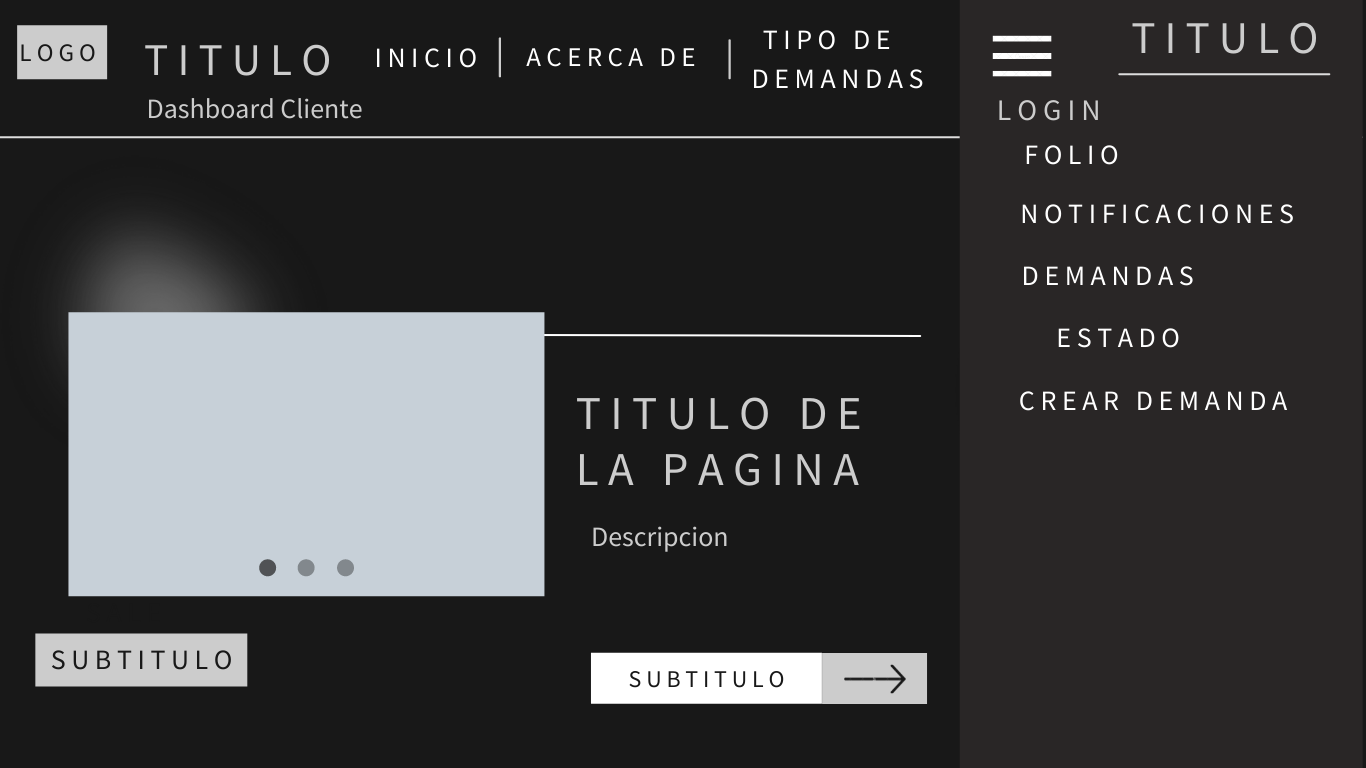 LOGO
TITULO
Dashboard Cliente
INICIO
ACERCA DE
TIPO DE
DEMANDAS
TITULO
LOGIN
FOLIO
NOTIFICACIONES
DEMANDAS
ESTADO
CREAR DEMANDA
TITULO DE
LA PAGINA
Descripcion
SUBTITULO
SUBTITULO